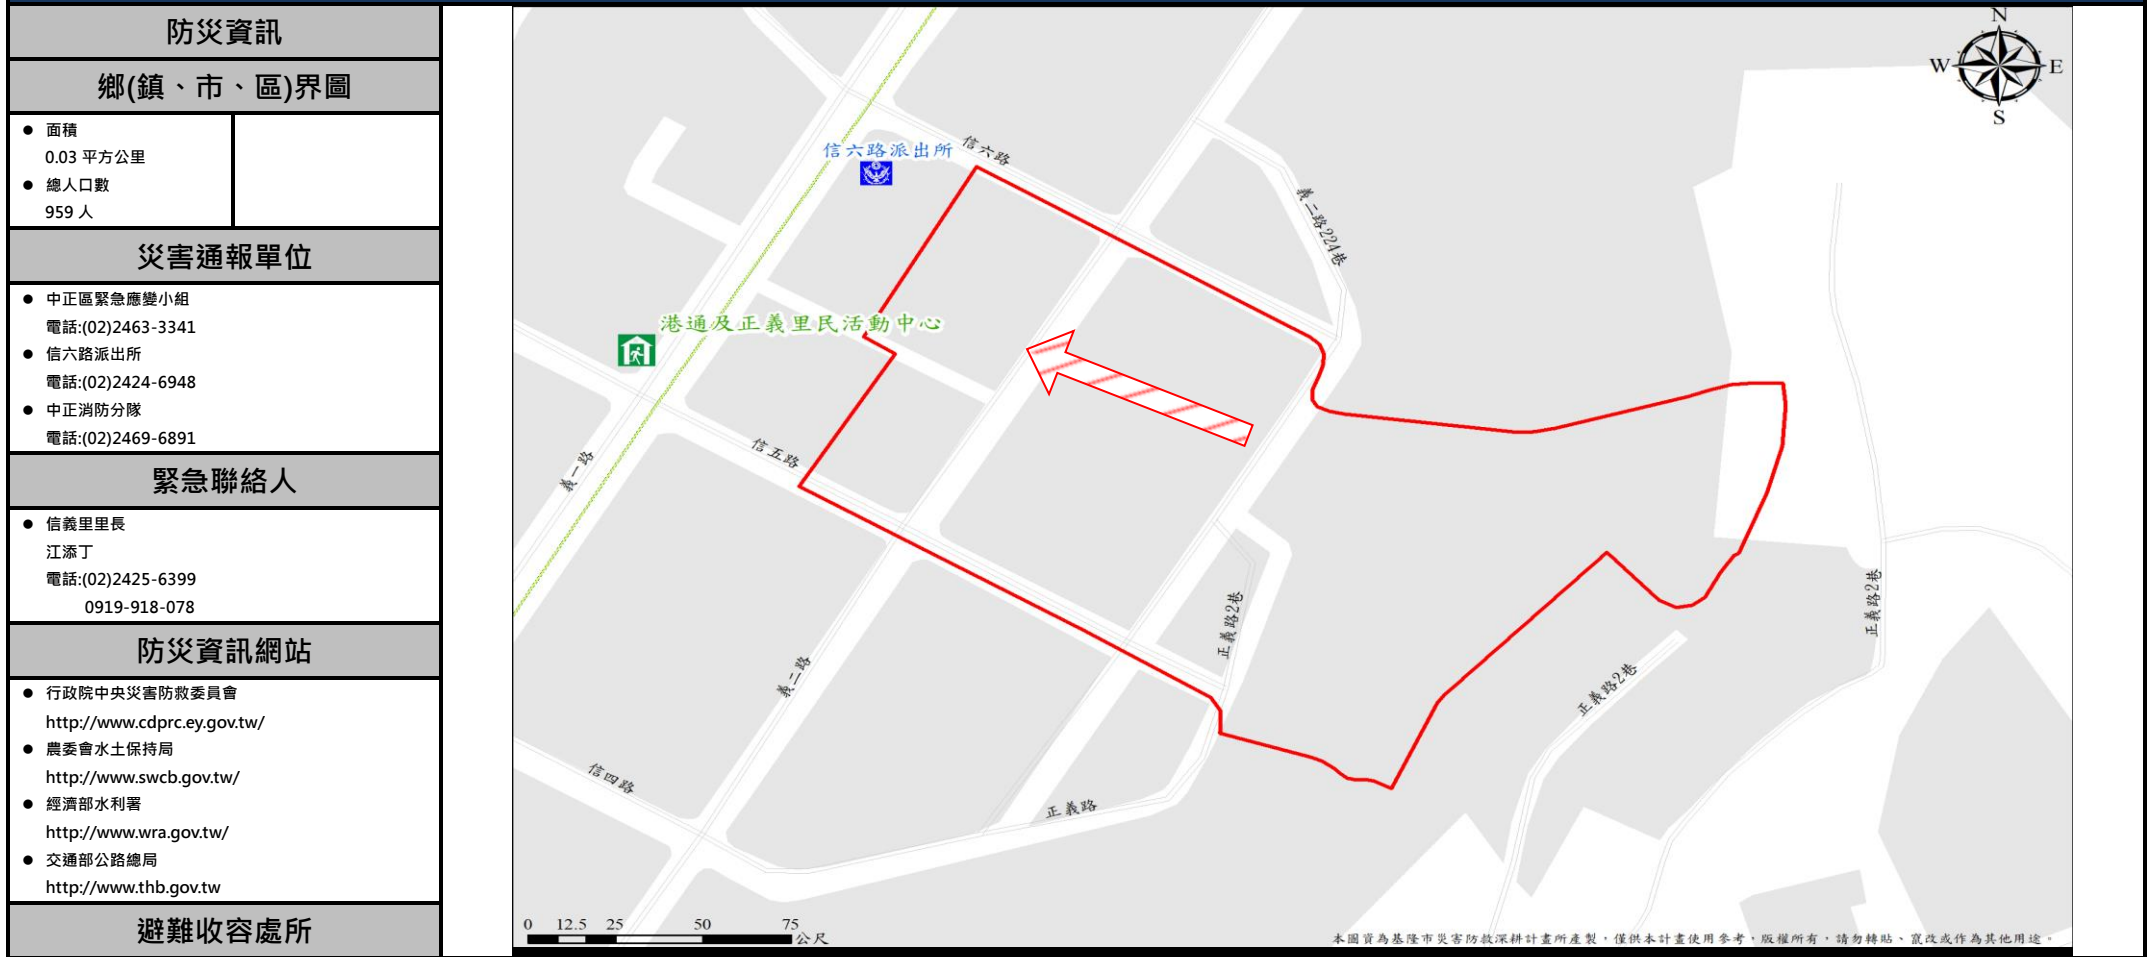 防災資訊
鄉(鎮、市、區)界圖
● 面積
0.03 平方公里
● 總人口數
959 人
災害通報單位
● 中正區緊急應變小組
電話:(02)2463-3341
● 信六路派出所
電話:(02)2424-6948
● 中正消防分隊
電話:(02)2469-6891
緊急聯絡人
● 信義里里長
江添丁
電話:(02)2425-6399
0919-918-078
防災資訊網站
● 行政院中央災害防救委員會
http://www.cdprc.ey.gov.tw/
● 農委會水土保持局
http://www.swcb.gov.tw/
● 經濟部水利署
http://www.wra.gov.tw/
● 交通部公路總局
http://www.thb.gov.tw
避難收容處所
N
W
E
S
信六路派出所
信六路
義二路224巷
港通及正義里民活動中心
義一路
信五路
正義路2巷
正義路2巷
義二路
正義路2巷
信四路
正義路
0 12.5 25 50 75
公尺
本圖資為基隆市災害防救深耕計畫所產製，僅供本計畫使用參考，版權所有，請勿轉貼、竄改或作為其他用途。